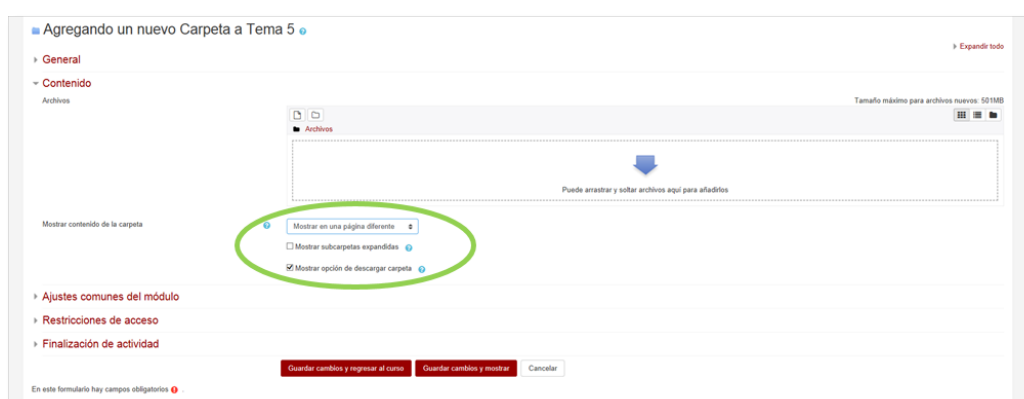 Agregando un nuevo Carpeta a Tema 5
Expandir todo
General
Contenido
Archivos
Tamaño máximo para archivos nuevos: 501MB
Archivos
Puede arrastrar y soltar archivos aquí para añadirlos
Mostrar contenido de la carpeta
Mostrar en una página diferente
Mostrar subcarpetas expandidas
Mostrar opción de descargar carpeta
Ajustes comunes del módulo
Restricciones de acceso
Finalización de actividad
Guardar cambios y regresar al curso Guardar cambios y mostrar Cancelar
En este formulario hay campos obligatorios